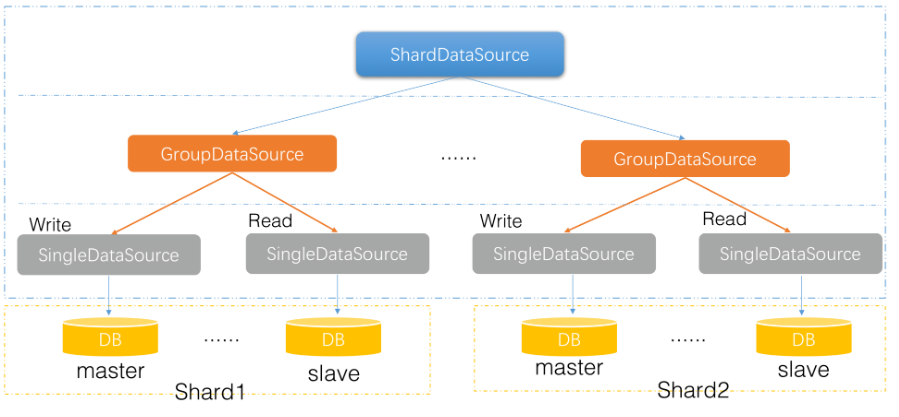 ShardDataSource
GroupDataSource
......
GroupDataSource
Write
Read
Write
Read
SingleDataSource
SingleDataSource
SingleDataSource
SingleDataSource
DB
......
DB
DB
......
DB
master
slave
master
slave
Shard1
Shard2